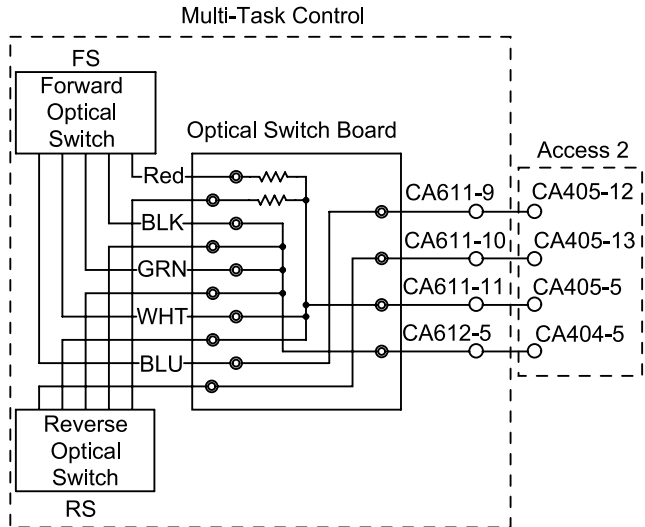 Multi-Task Control
FS
Forward
Optical
Switch
Optical Switch Board
Access 2
Red
CA611-9
CA405-12
BLK
CA611-10
CA405-13
GRN
CA611-11
CA405-5
WHT
CA612-5
CA404-5
BLU
Reverse
Optical
Switch
RS